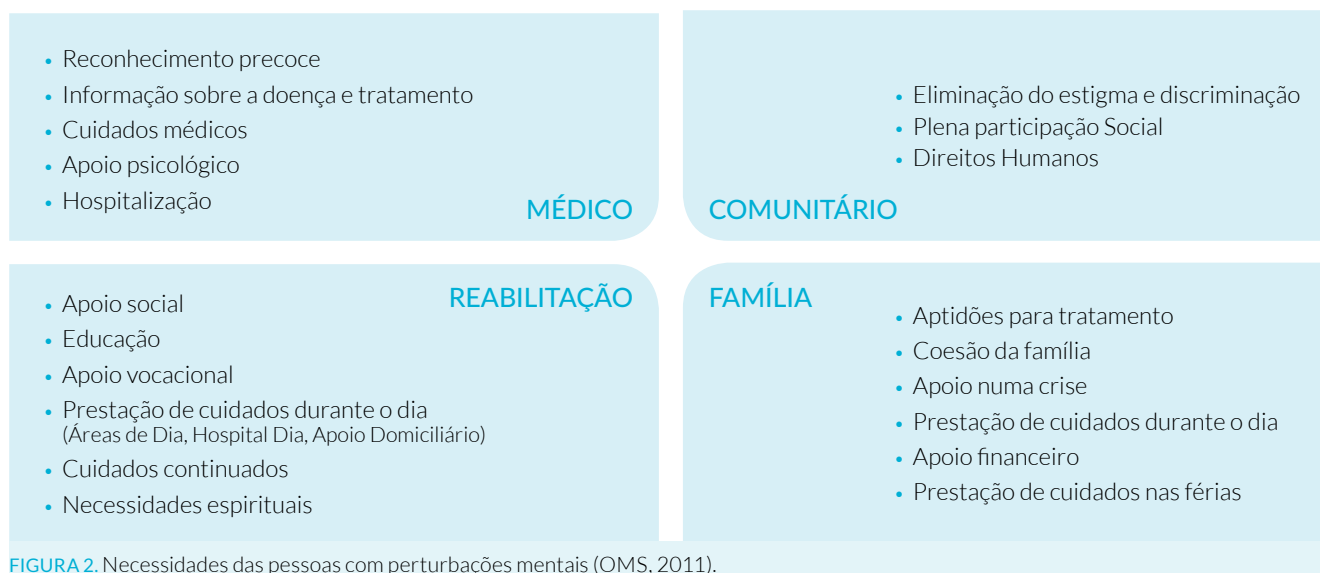 • Reconhecimento precoce
• Informação sobre a doença e tratamento
• Cuidados médicos
• Apoio psicológico
• Hospitalização
MÉDICO
• Eliminação do estigma e discriminação
• Plena participação Social
• Direitos Humanos
COMUNITÁRIO
REABILITAÇÃO
• Apoio social
• Educação
• Apoio vocacional
• Prestação de cuidados durante o dia
(Áreas de Dia, Hospital Dia, Apoio Domiciliário)
• Cuidados continuados
• Necessidades espirituais
FAMÍLIA
• Aptidões para tratamento
• Coesão da família
• Apoio numa crise
• Prestação de cuidados durante o dia
• Apoio financeiro
• Prestação de cuidados nas férias
FIGURA 2. Necessidades das pessoas com perturbações mentais (OMS, 2011).